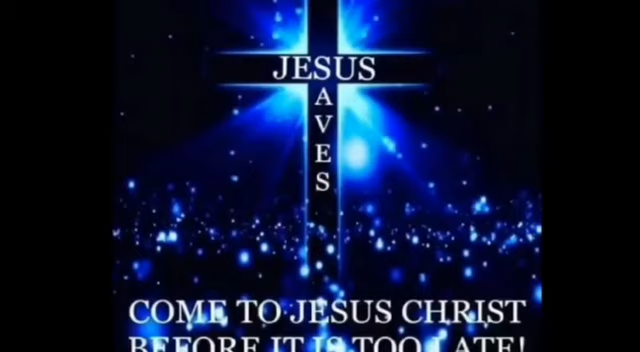 JESUS
A
V
E
S
COME TO JESUS CHRIST
BEFORE IT IS TOO LATE!